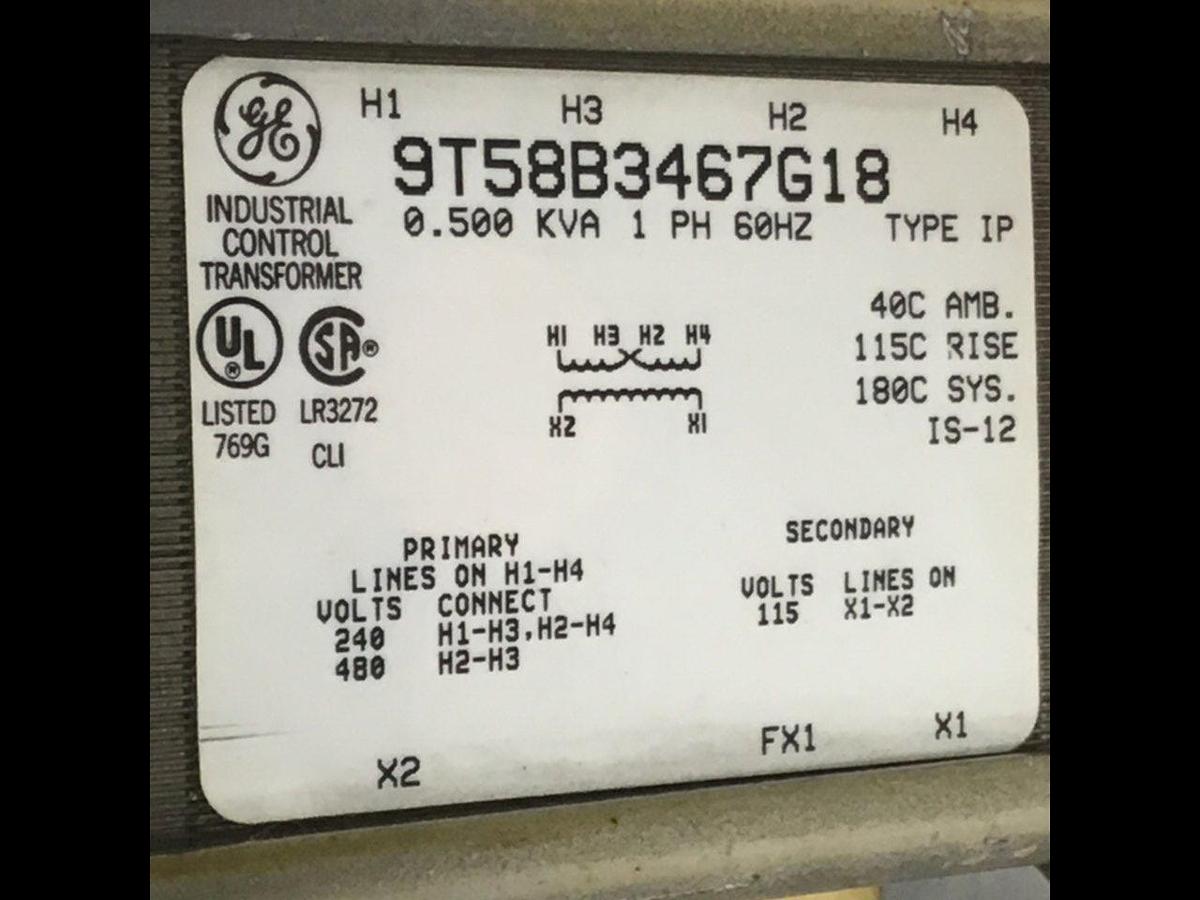 GE
H1 H3 H2 H4
9T58B3467G18
0.500 KVA 1 PH 60HZ TYPE IP
INDUSTRIAL
CONTROL
TRANSFORMER
UL ®
LISTED
769G
SA ®
LR3272
CLI
H1 H3 H2 H4
X2 X1
40C AMB.
115C RISE
180C SYS.
IS-12
PRIMARY
LINES ON H1-H4
VOLTS CONNECT
240 H1-H3,H2-H4
480 H2-H3
SECONDARY
VOLTS LINES ON
115 X1-X2
X2 FX1 X1